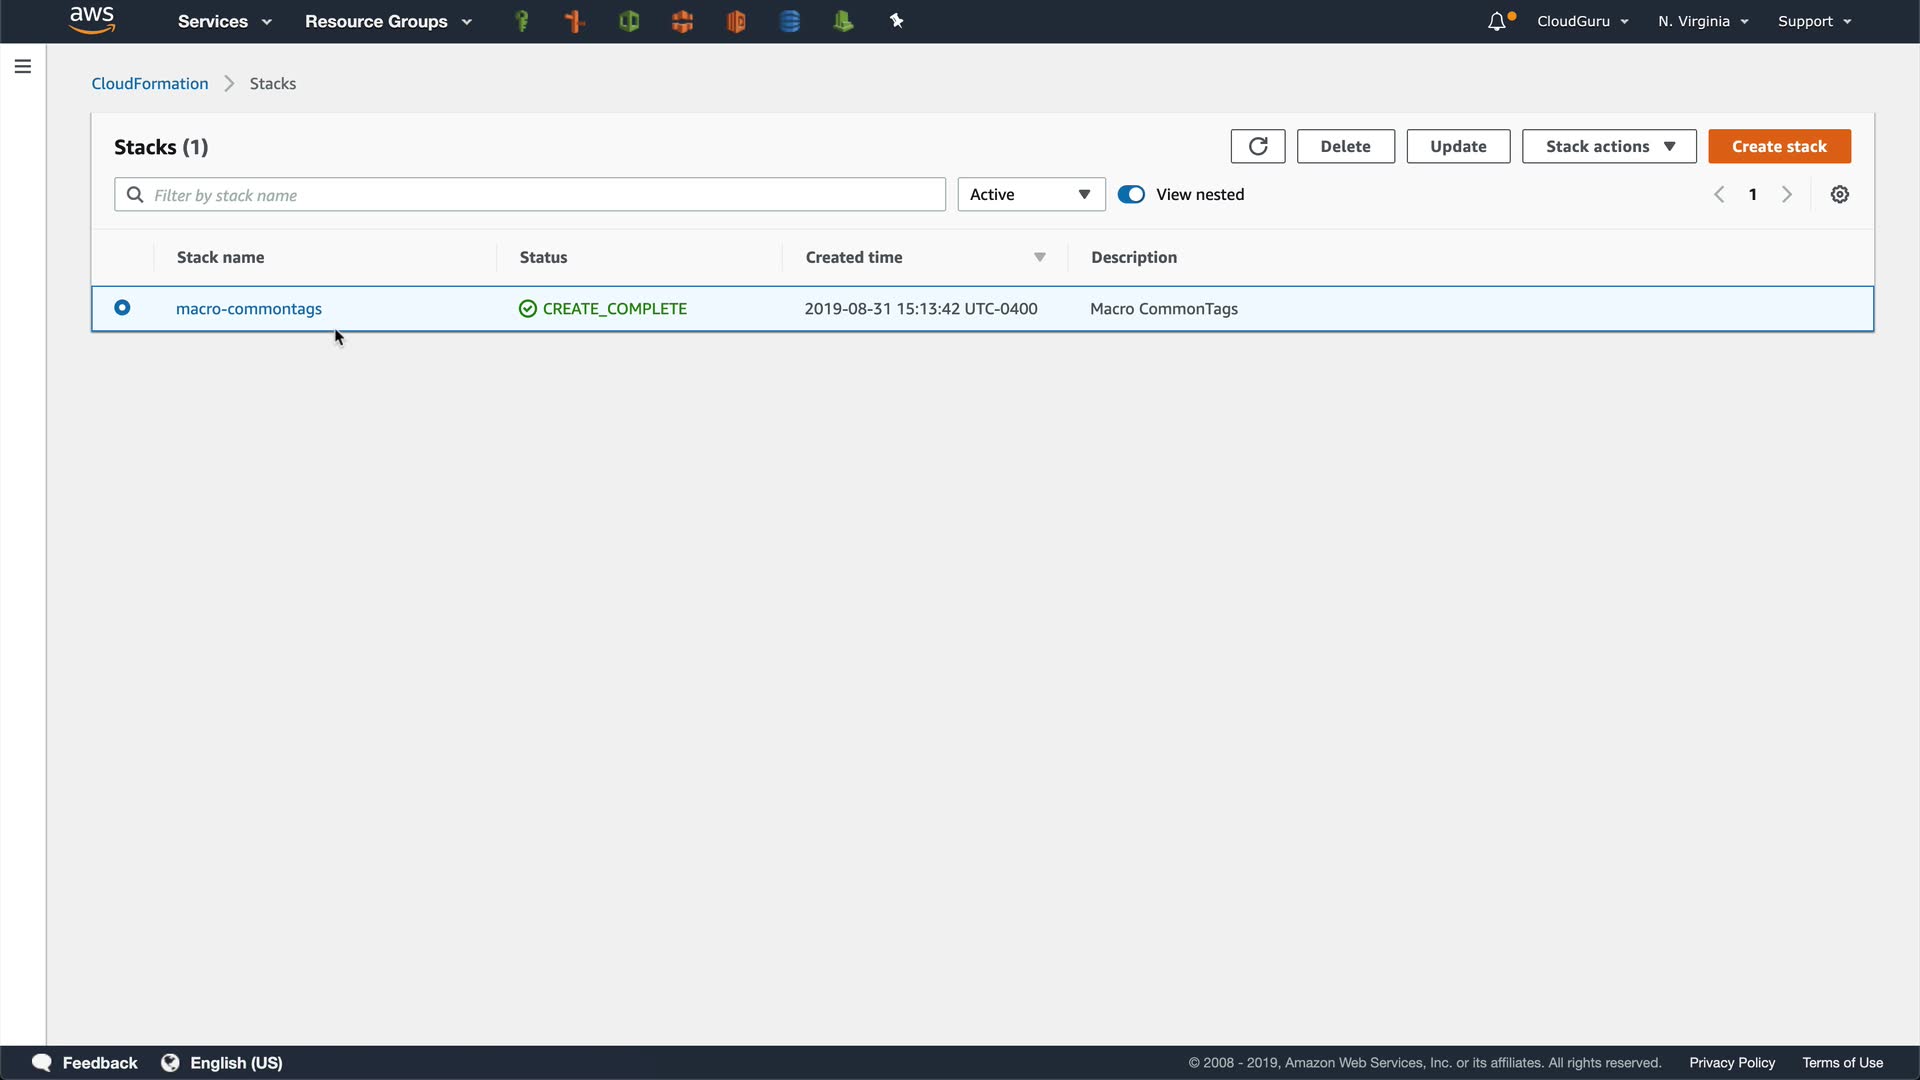 aws Services Resource Groups CloudGuru N. Virginia Support
CloudFormation Stacks
Stacks (1) Delete Update Stack actions Create stack
Filter by stack name Active View nested 1
Stack name Status Created time Description
macro-commontags CREATE_COMPLETE 2019-08-31 15:13:42 UTC-0400 Macro CommonTags
Feedback English (US) © 2008 - 2019, Amazon Web Services, Inc. or its affiliates. All rights reserved. Privacy Policy Terms of Use